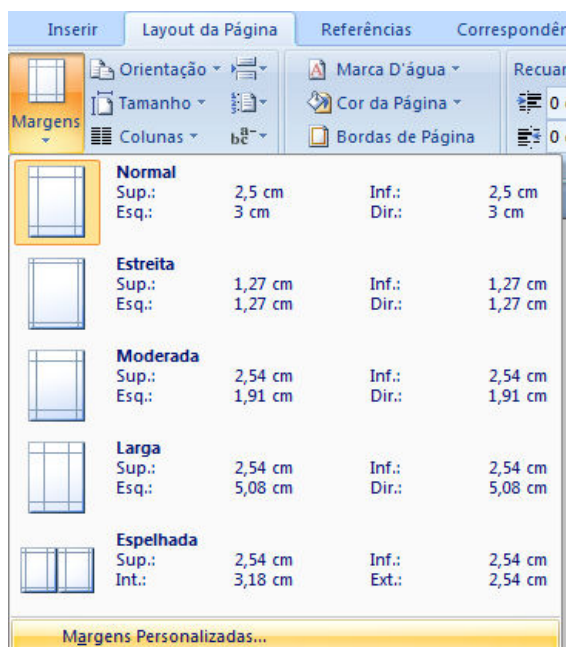 Inserir Layout da Página Referências Correspondên
Orientação Marca D'água Recuar
Margens Tamanho Cor da Página 0
Colunas Bordas de Página 0
Normal
Sup.: 2,5 cm Inf.: 2,5 cm
Esq.: 3 cm Dir.: 3 cm
Estreita
Sup.: 1,27 cm Inf.: 1,27 cm
Esq.: 1,27 cm Dir.: 1,27 cm
Moderada
Sup.: 2,54 cm Inf.: 2,54 cm
Esq.: 1,91 cm Dir.: 1,91 cm
Larga
Sup.: 2,54 cm Inf.: 2,54 cm
Esq.: 5,08 cm Dir.: 5,08 cm
Espelhada
Sup.: 2,54 cm Inf.: 2,54 cm
Int.: 3,18 cm Ext.: 2,54 cm
Margens Personalizadas...